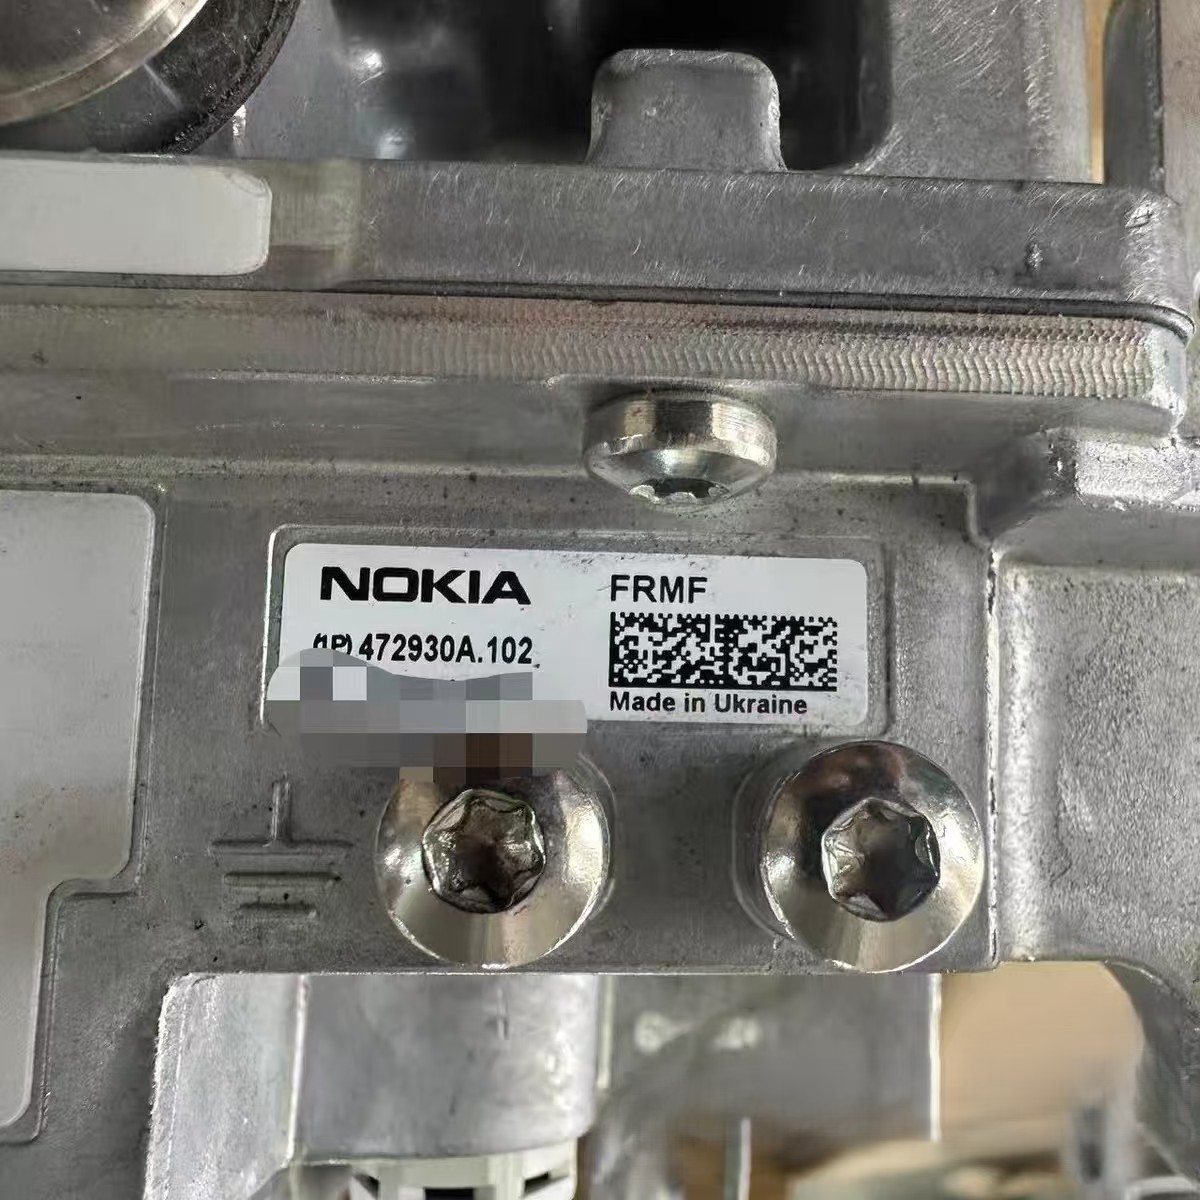 NOKIA
(1P) 472930A.102
FRMF
Made in Ukraine